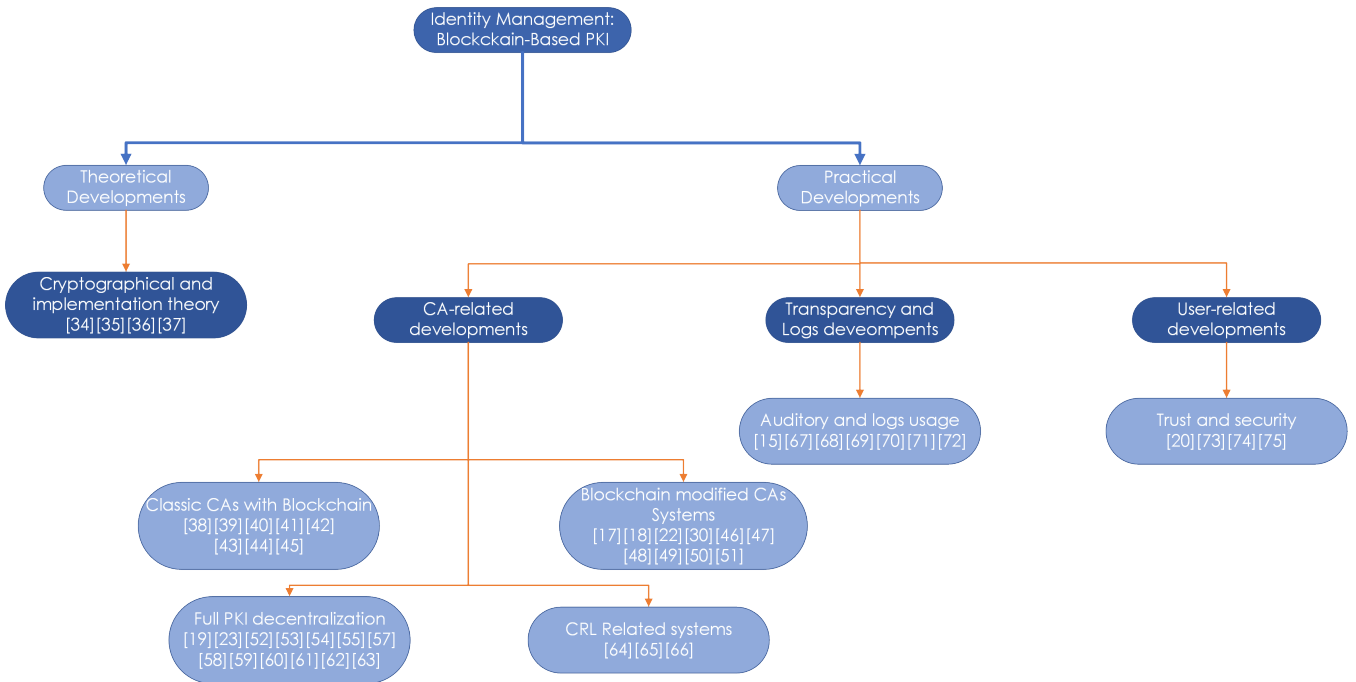 Identity Management:
Blockckain-Based PKI
Theoretical
Developments
Practical
Developments
Cryptographical and
implementation theory
[34][35][36][37]
CA-related
developments
Transparency and
Logs deveompents
User-related
developments
Auditory and logs usage
[15][67][68][69][70][71][72]
Trust and security
[20][73][74][75]
Classic CAs with Blockchain
[38][39][40][41][42]
[43][44][45]
Blockchain modified CAs
Systems
[17][18][22][30][46][47]
[48][49][50][51]
Full PKI decentralization
[19][23][52][53][54][55][57]
[58][59][60][61][62][63]
CRL Related systems
[64][65][66]